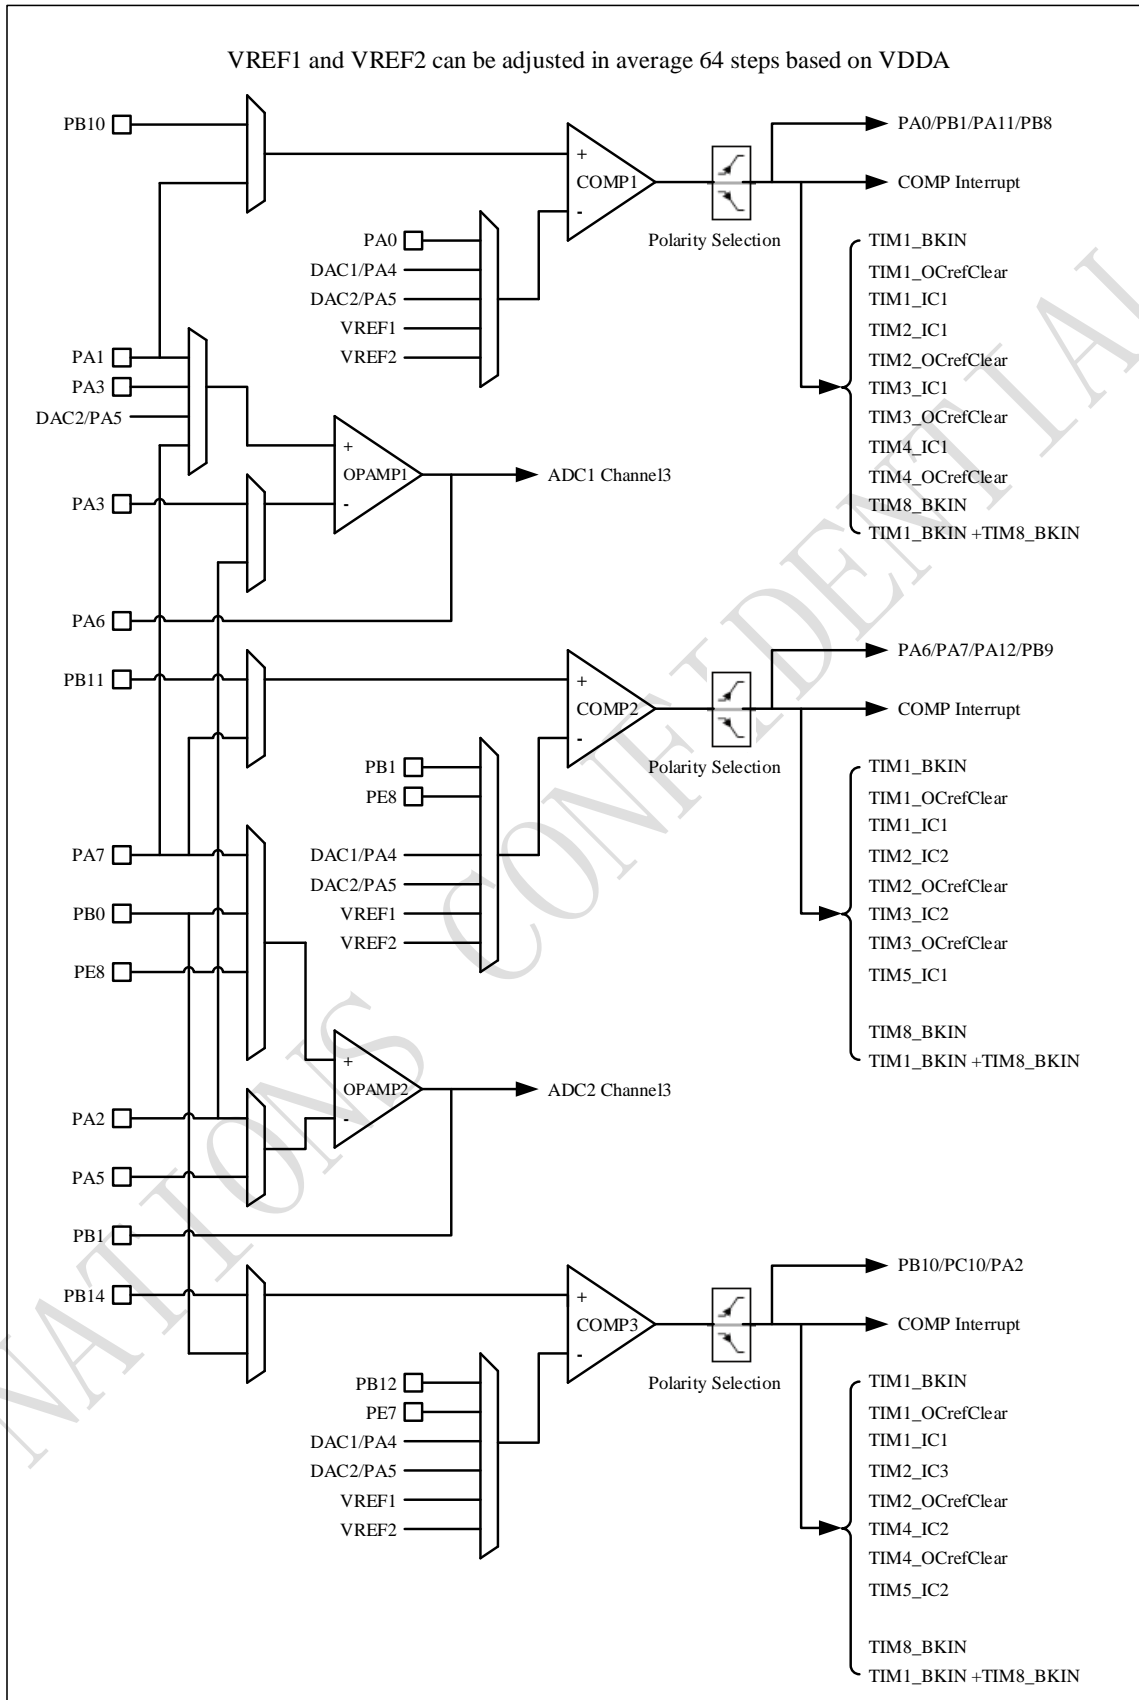 VREF1 and VREF2 can be adjusted in average 64 steps based on VDDA
PB10
+
COMP1
-
PA0/PB1/PA11/PB8
COMP Interrupt
Polarity Selection
PA0
DAC1/PA4
DAC2/PA5
VREF1
VREF2
TIM1_BKIN
TIM1_OCrefClear
TIM1_IC1
TIM2_IC1
TIM2_OCrefClear
TIM3_IC1
TIM3_OCrefClear
TIM4_IC1
TIM4_OCrefClear
TIM8_BKIN
TIM1_BKIN +TIM8_BKIN
PA1
PA3
DAC2/PA5
+
OPAMP1
-
ADC1 Channel3
PA3
PA6
PB11
+
COMP2
-
PA6/PA7/PA12/PB9
COMP Interrupt
Polarity Selection
PB1
PE8
DAC1/PA4
DAC2/PA5
VREF1
VREF2
TIM1_BKIN
TIM1_OCrefClear
TIM1_IC1
TIM2_IC2
TIM2_OCrefClear
TIM3_IC2
TIM3_OCrefClear
TIM5_IC1
TIM8_BKIN
TIM1_BKIN +TIM8_BKIN
PA7
PB0
PE8
+
OPAMP2
-
ADC2 Channel3
PA2
PA5
PB1
PB14
+
COMP3
-
PB10/PC10/PA2
COMP Interrupt
Polarity Selection
PB12
PE7
DAC1/PA4
DAC2/PA5
VREF1
VREF2
TIM1_BKIN
TIM1_OCrefClear
TIM1_IC1
TIM2_IC3
TIM2_OCrefClear
TIM4_IC2
TIM4_OCrefClear
TIM5_IC2
TIM8_BKIN
TIM1_BKIN +TIM8_BKIN
NATIONS CONFIDENTIAL